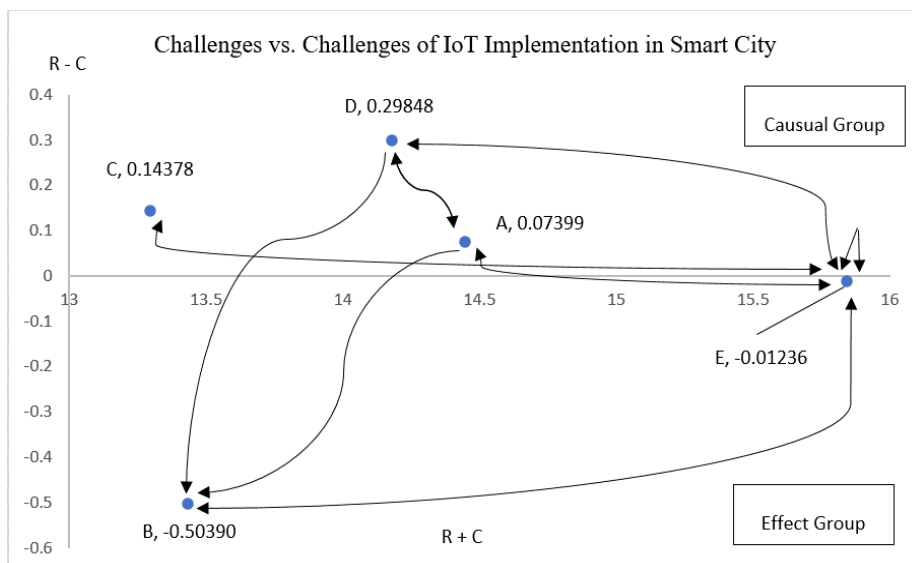 Challenges vs. Challenges of IoT Implementation in Smart City
R - C
0.4
D, 0.29848
Causual Group
0.3
C, 0.14378
0.2
A, 0.07399
0.1
0
13
13.5
14
14.5
15
15.5
16
-0.1
E, -0.01236
-0.2
-0.3
-0.4
-0.5
Effect Group
B, -0.50390
R + C
-0.6